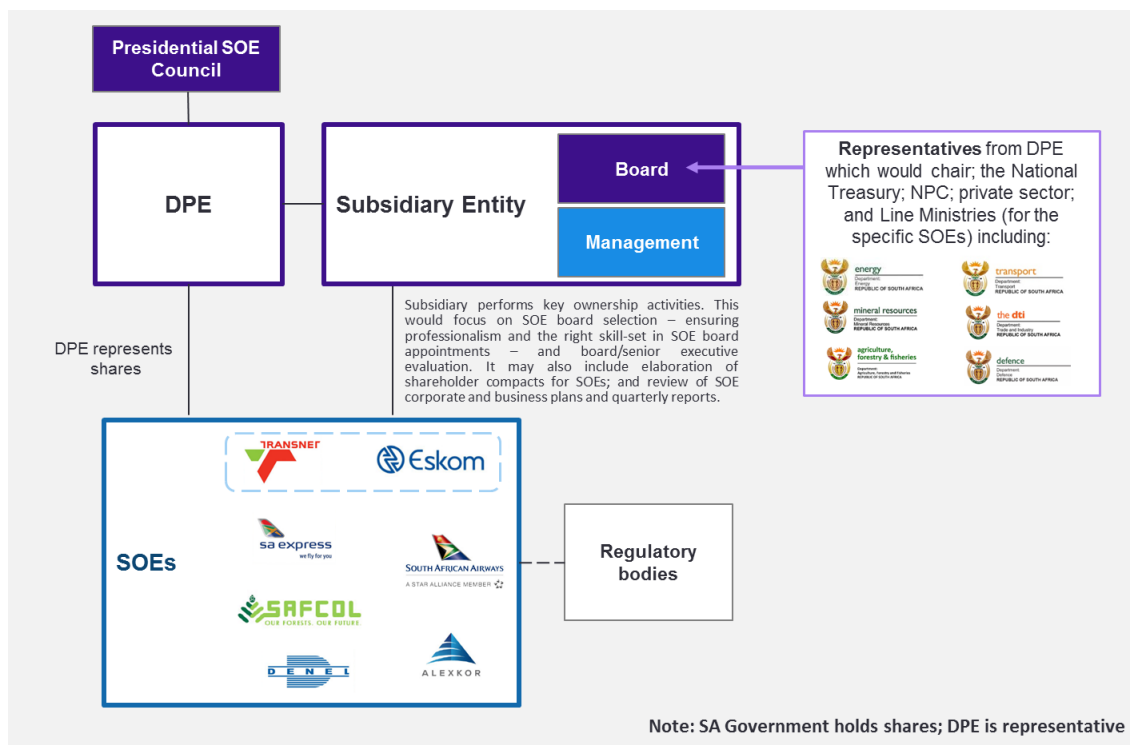 Presidential SOE
Council
DPE
Subsidiary Entity
Board
Management
Representatives from DPE
which would chair; the National
Treasury; NPC; private sector;
and Line Ministries (for the
specific SOEs) including:
energy
Department:
Energy
REPUBLIC OF SOUTH AFRICA
transport
Department:
Transport
REPUBLIC OF SOUTH AFRICA
mineral resources
Department:
Mineral Resources
REPUBLIC OF SOUTH AFRICA
the dti
Department:
Trade and Industry
REPUBLIC OF SOUTH AFRICA
agriculture,
forestry & fisheries
Department:
Agriculture, Forestry and Fisheries
REPUBLIC OF SOUTH AFRICA
defence
Department:
Defence
REPUBLIC OF SOUTH AFRICA
Subsidiary performs key ownership activities. This
would focus on SOE board selection – ensuring
professionalism and the right skill-set in SOE board
appointments – and board/senior executive
evaluation. It may also include elaboration of
shareholder compacts for SOEs; and review of SOE
corporate and business plans and quarterly reports.
DPE represents
shares
SOEs
TRANSNET
Eskom
sa express
we fly for you
SOUTH AFRICAN AIRWAYS
A STAR ALLIANCE MEMBER
SAFCOL
OUR FORESTS. OUR FUTURE.
DENEL
ALEXKOR
Regulatory
bodies
Note: SA Government holds shares; DPE is representative